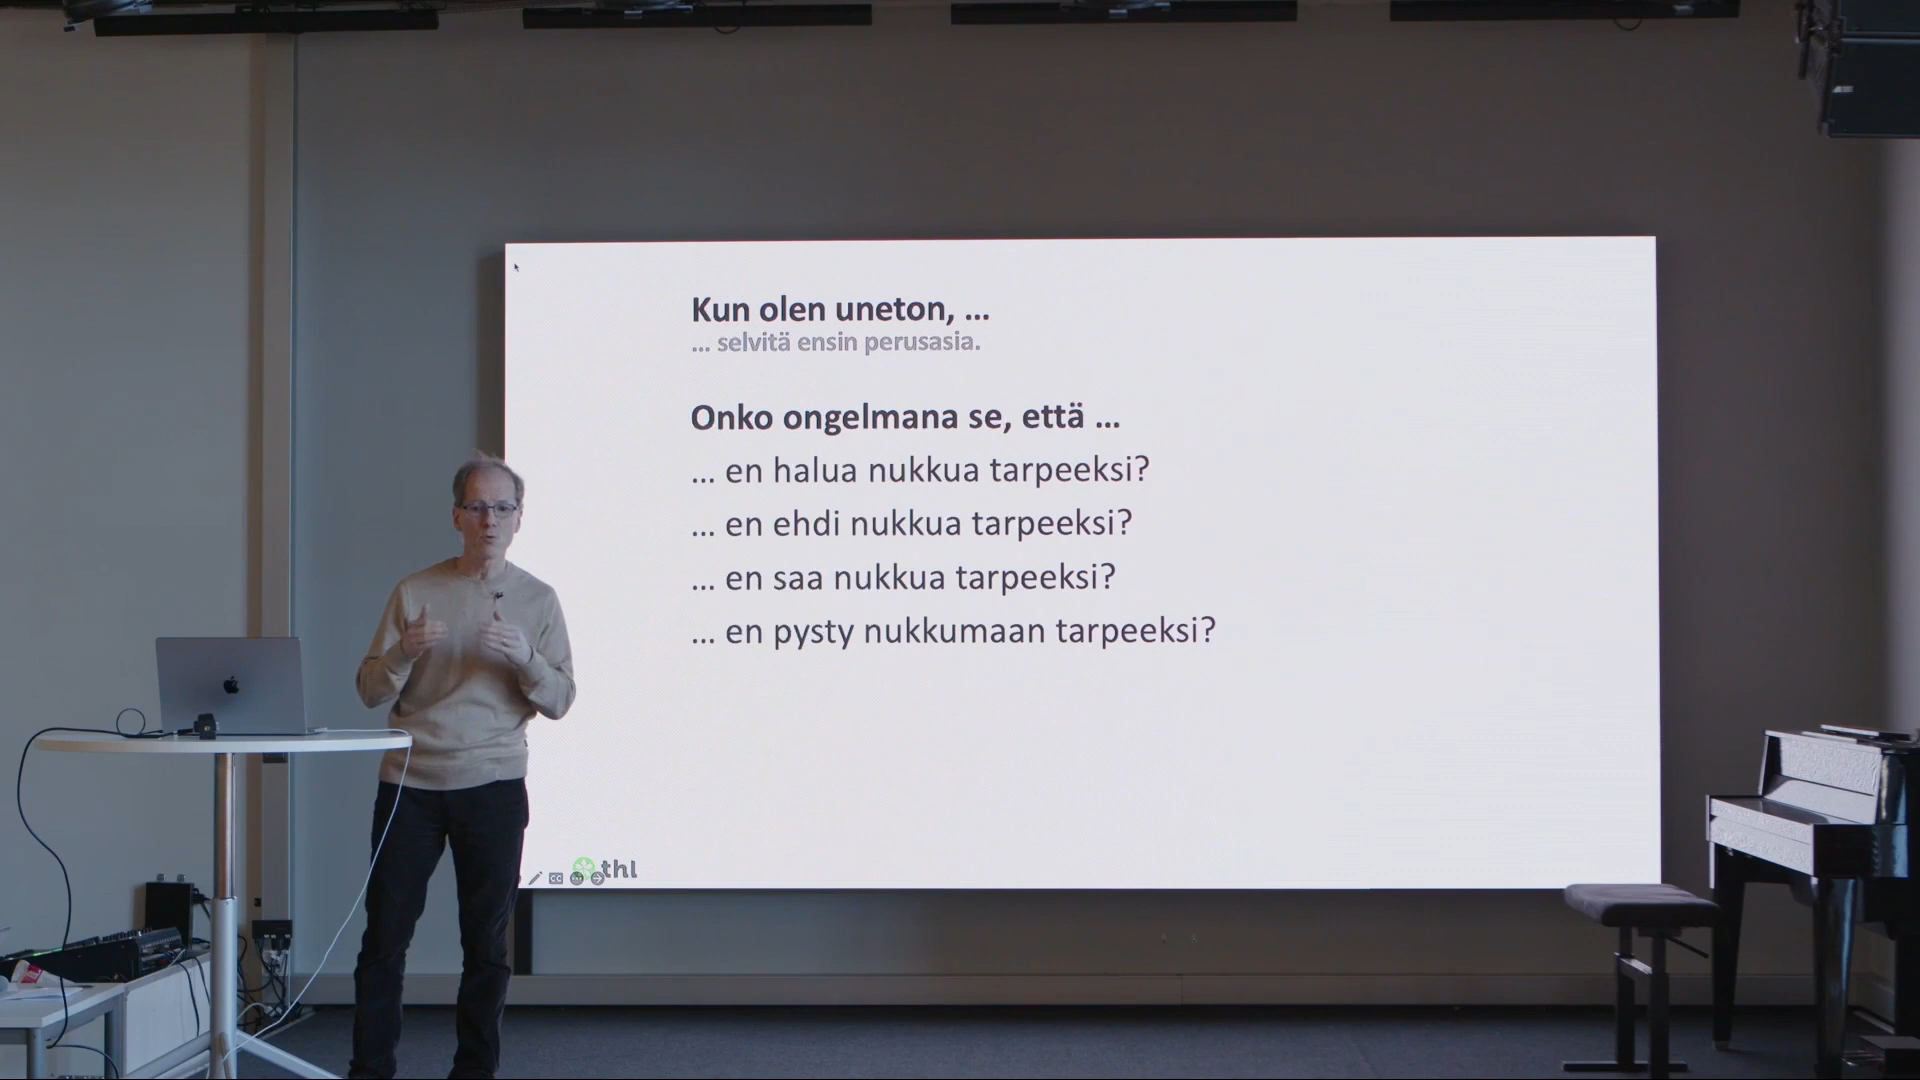 Kun olen uneton, ...
... selvitä ensin perusasia.
Onko ongelmana se, että ...
... en halua nukkua tarpeeksi?
... en ehdi nukkua tarpeeksi?
... en saa nukkua tarpeeksi?
... en pysty nukkumaan tarpeeksi?
thl
CC